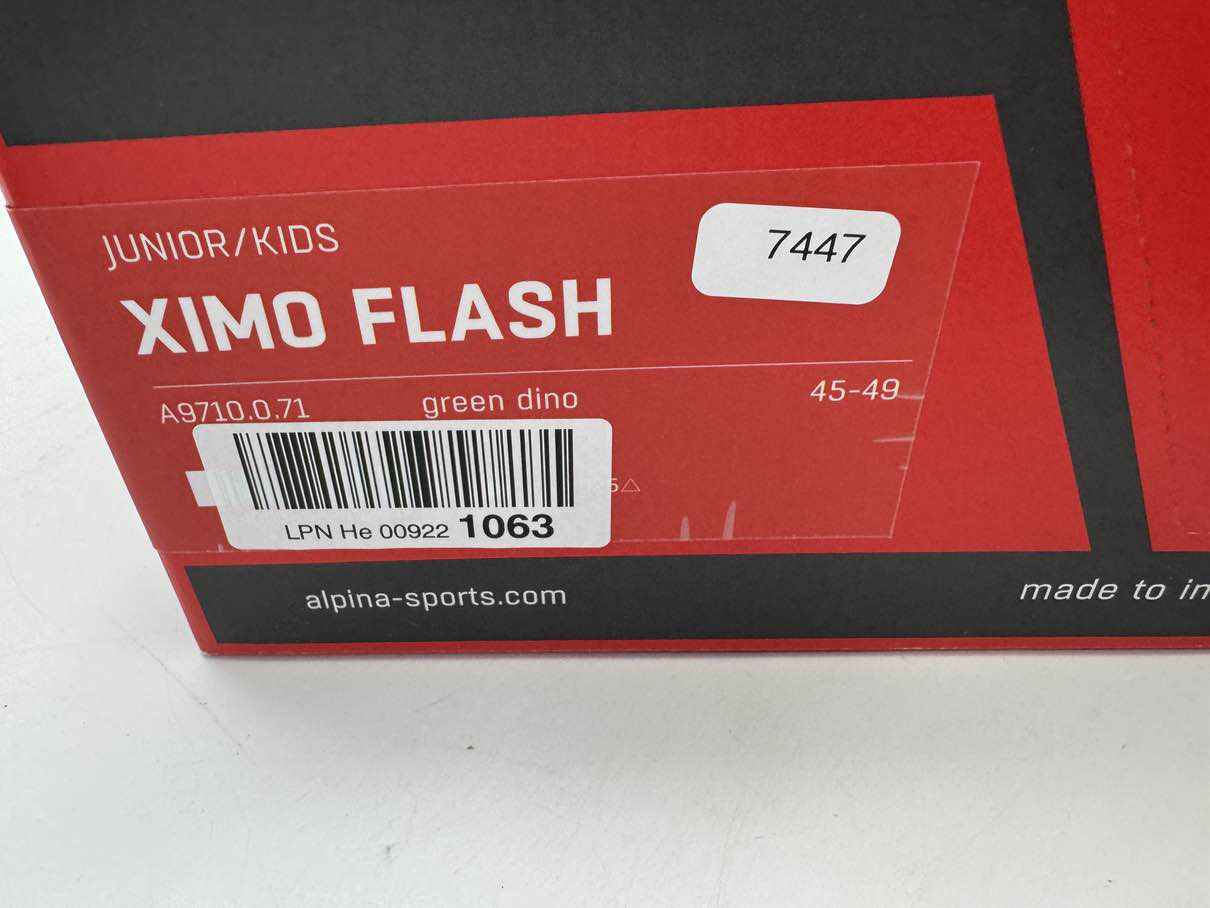 JUNIOR/KIDS
7447
XIMO FLASH
A9710.0.71 green dino 45-49
5△
LPN He 00922 1063
alpina-sports.com
made to in